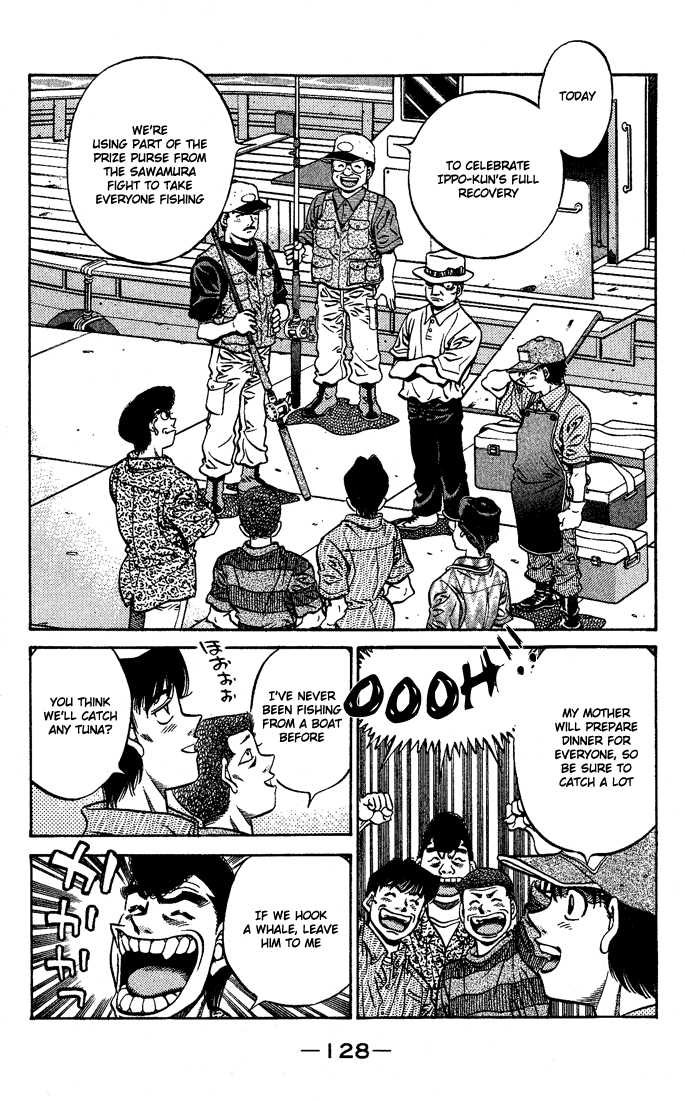 TODAY
TO CELEBRATE
IPPO-KUN'S FULL
RECOVERY
WE'RE
USING PART OF THE
PRIZE PURSE FROM
THE SAWAMURA
FIGHT TO TAKE
EVERYONE FISHING
MY MOTHER
WILL PREPARE
DINNER FOR
EVERYONE, SO
BE SURE TO
CATCH A LOT
OOOH!!
I'VE NEVER
BEEN FISHING
FROM A BOAT
BEFORE
ほおぉぉ
YOU THINK
WE'LL CATCH
ANY TUNA?
IF WE HOOK
A WHALE, LEAVE
HIM TO ME
—128—